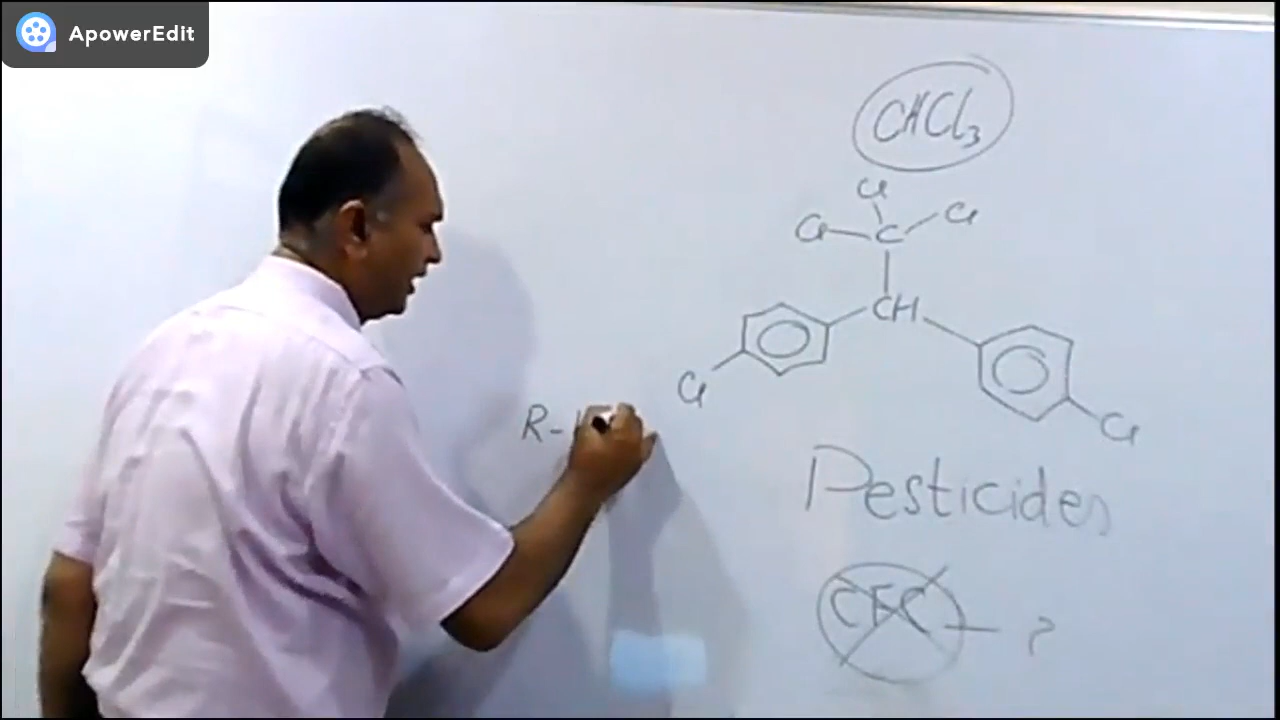 ApowerEdit
CHCl3
Cl
Cl C Cl
CH
Cl
Cl
R-
Pesticides
CFC ?